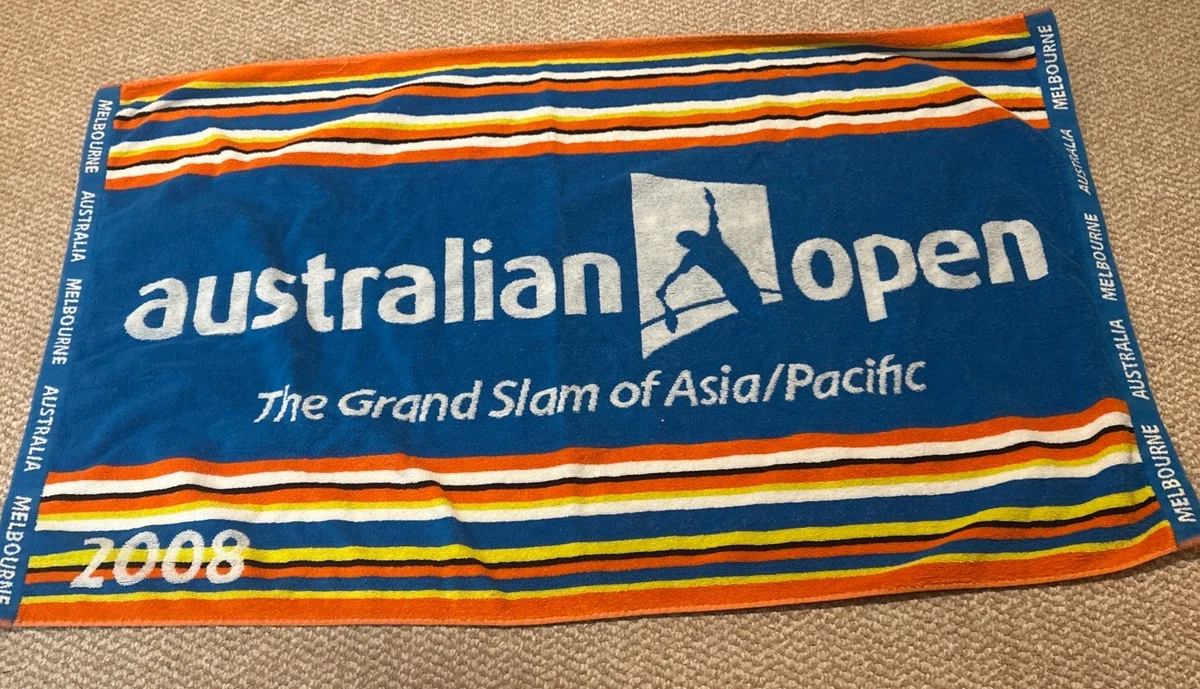 australian open
The Grand Slam of Asia/Pacific
2008
MELBOURNE AUSTRALIA MELBOURNE AUSTRALIA MELBOURNE
MELBOURNE AUSTRALIA MELBOURNE AUSTRALIA MELBOURNE